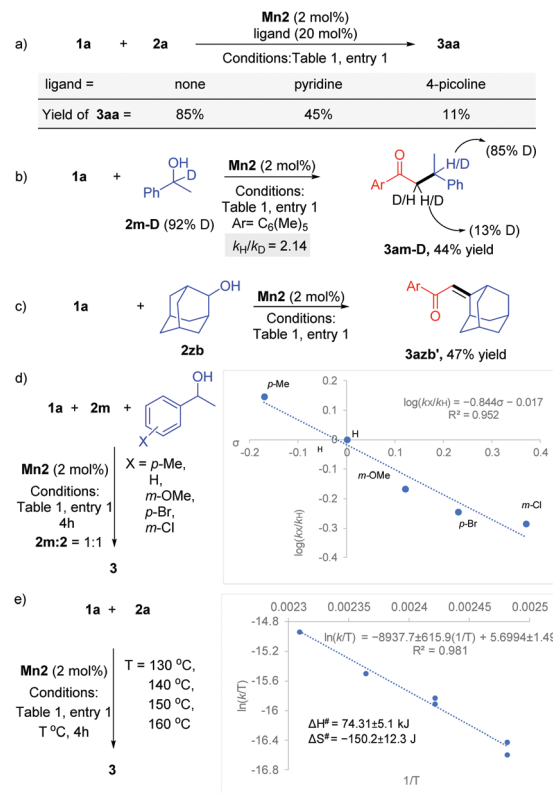 a)
1a + 2a
Mn2 (2 mol%)
ligand (20 mol%)
Conditions:Table 1, entry 1
3aa
ligand = none pyridine 4-picoline
Yield of 3aa = 85% 45% 11%
b)
1a +
OH
D
Ph
2m-D (92% D)
Mn2 (2 mol%)
Conditions:
Table 1, entry 1
Ar= C6(Me)5
kH/kD = 2.14
(85% D)
O
H/D
Ar
Ph
D/H H/D
(13% D)
3am-D, 44% yield
c)
1a +
OH
2zb
Mn2 (2 mol%)
Conditions:
Table 1, entry 1
Ar
O
3azb', 47% yield
d)
1a + 2m +
OH
X
Mn2 (2 mol%)
Conditions:
Table 1, entry 1
4h
2m:2 = 1:1
X = p-Me,
H,
m-OMe,
p-Br,
m-Cl
3
0.2
p-Me
log(kX/kH) = −0.844σ − 0.017
R² = 0.952
0.1
H
σ
0
-0.2 -0.1 0 0.1 0.2 0.3 0.4
H
-0.1
m-OMe
-0.2
p-Br
m-Cl
-0.3
-0.4
log(kX/kH)
e)
1a + 2a
Mn2 (2 mol%)
Conditions:
Table 1, entry 1
T ºC, 4h
T = 130 ºC,
140 ºC,
150 ºC,
160 ºC
3
0.0023 0.00235 0.0024 0.00245 0.0025
-14.8
ln(k/T) = −8937.7±615.9(1/T) + 5.6994±1.49
R² = 0.981
-15.2
-15.6
-16
-16.4
-16.8
ln(k/T)
ΔH# = 74.31±5.1 kJ
ΔS# = −150.2±12.3 J
1/T